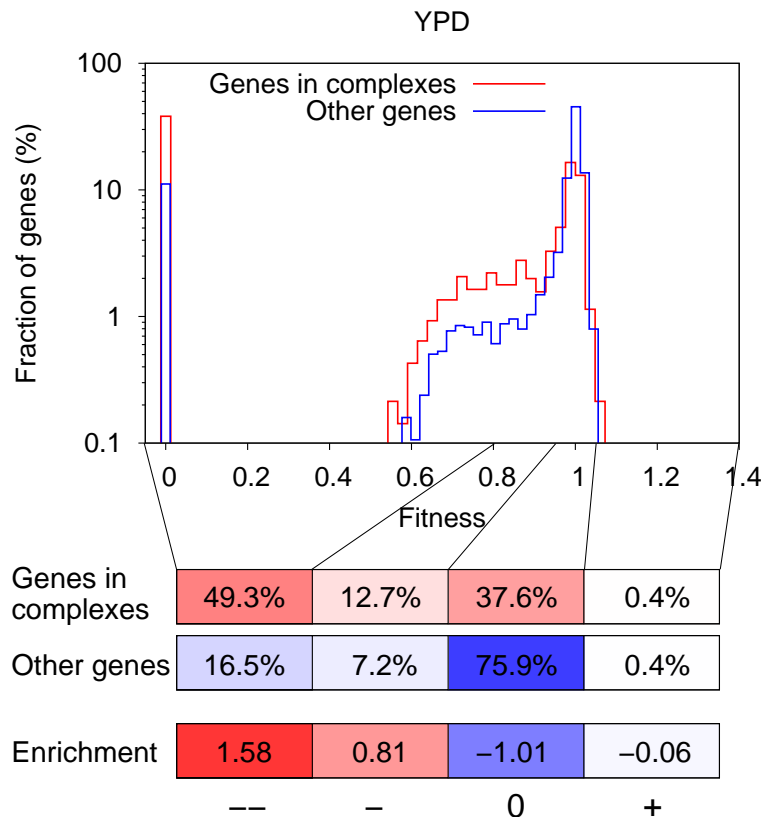 YPD
Fraction of genes (%)
100
10
1
0.1
Genes in complexes
Other genes
0 0.2 0.4 0.6 0.8 1 1.2 1.4
Fitness
Genes in
complexes
49.3% 12.7% 37.6% 0.4%
Other genes 16.5% 7.2% 75.9% 0.4%
Enrichment 1.58 0.81 −1.01 −0.06
−− − 0 +